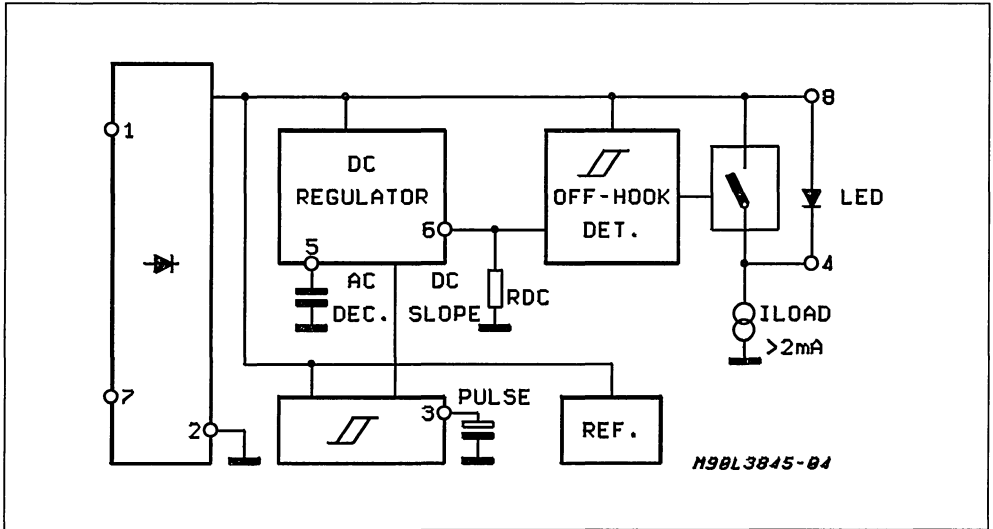 1
7
2
DC
REGULATOR
6
5
AC
DEC.
DC
SLOPE
RDC
OFF-HOOK
DET.
8
LED
4
ILOAD
>2mA
3
PULSE
REF.
M90L3845-04